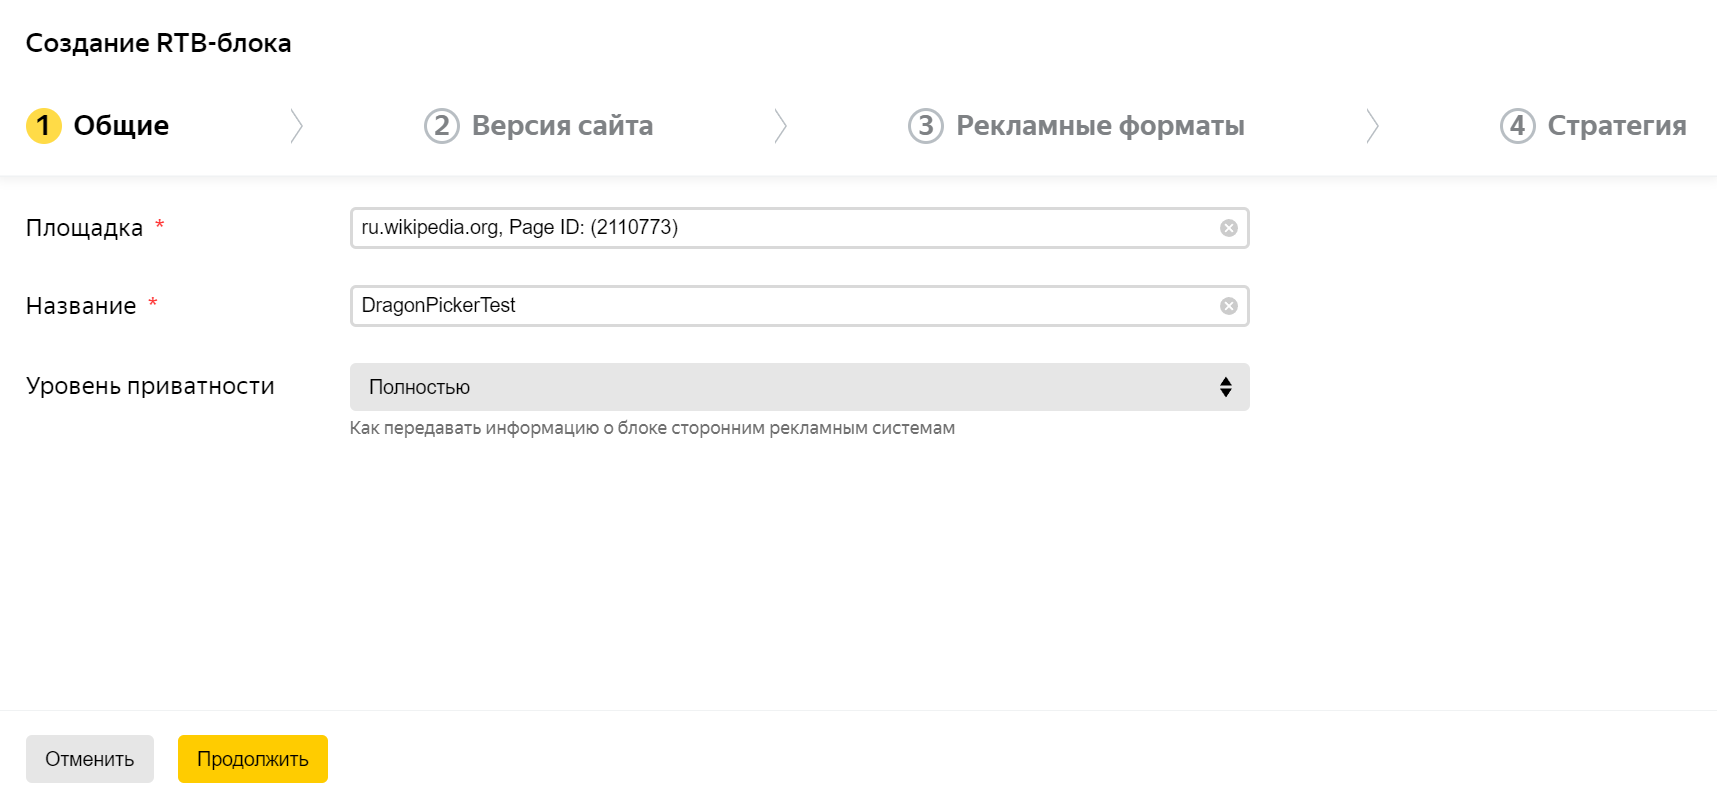 Создание RTB-блока
1 Общие 2 Версия сайта 3 Рекламные форматы 4 Стратегия
Площадка * ru.wikipedia.org, Page ID: (2110773)
Название * DragonPickerTest
Уровень приватности Полностью
Как передавать информацию о блоке сторонним рекламным системам
Отменить Продолжить